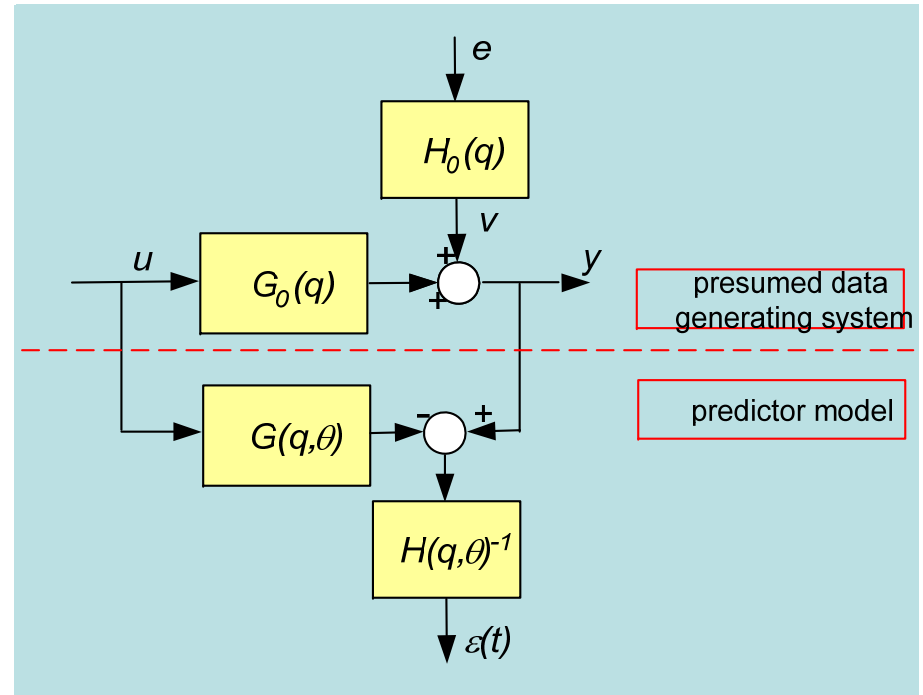 e
H₀(q)
v
u
G₀(q)
+
+
y
presumed data
generating system
G(q,θ)
-
+
predictor model
H(q,θ)⁻¹
ε(t)